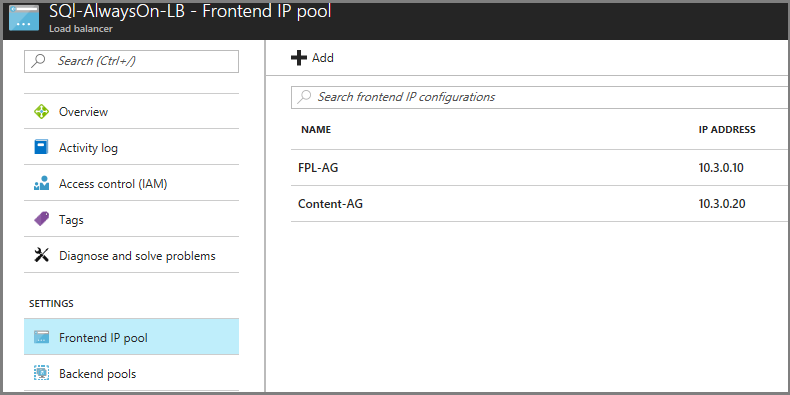 SQl-AlwaysOn-LB - Frontend IP pool
Load balancer
Search (Ctrl+/)
Overview
Activity log
Access control (IAM)
Tags
Diagnose and solve problems
SETTINGS
Frontend IP pool
Backend pools
Add
Search frontend IP configurations
NAME IP ADDRESS
FPL-AG 10.3.0.10
Content-AG 10.3.0.20